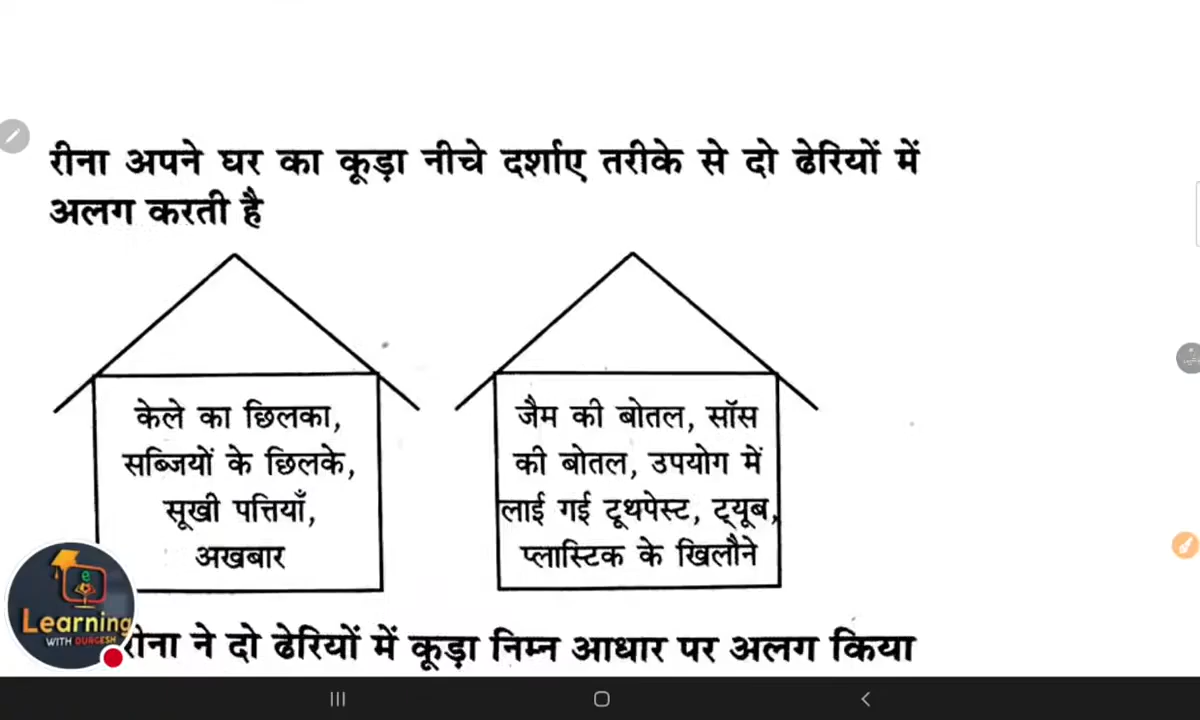 रीना अपने घर का कूड़ा नीचे दर्शाए तरीके से दो ढेरियों में
अलग करती है
केले का छिलका,
सब्जियों के छिलके,
सूखी पत्तियाँ,
अखबार
जैम की बोतल, सॉस
की बोतल, उपयोग में
लाई गई टूथपेस्ट, ट्यूब,
प्लास्टिक के खिलौने
रीना ने दो ढेरियों में कूड़ा निम्न आधार पर अलग किया
e
Learning
WITH DURGESH